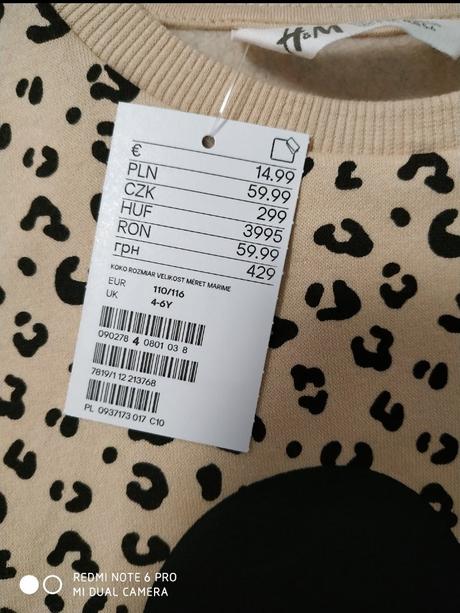 H&M
€ 14.99
PLN 59.99
CZK 299
HUF 3995
RON 59.99
грн 429
KOKO ROZMIAR VELIKOST MÉRET MARIME
EUR 110/116
UK 4-6Y
090278 4 0801 03 8
7819/1 12 213768
PL 0937173 017 C10
REDMI NOTE 6 PRO
MI DUAL CAMERA